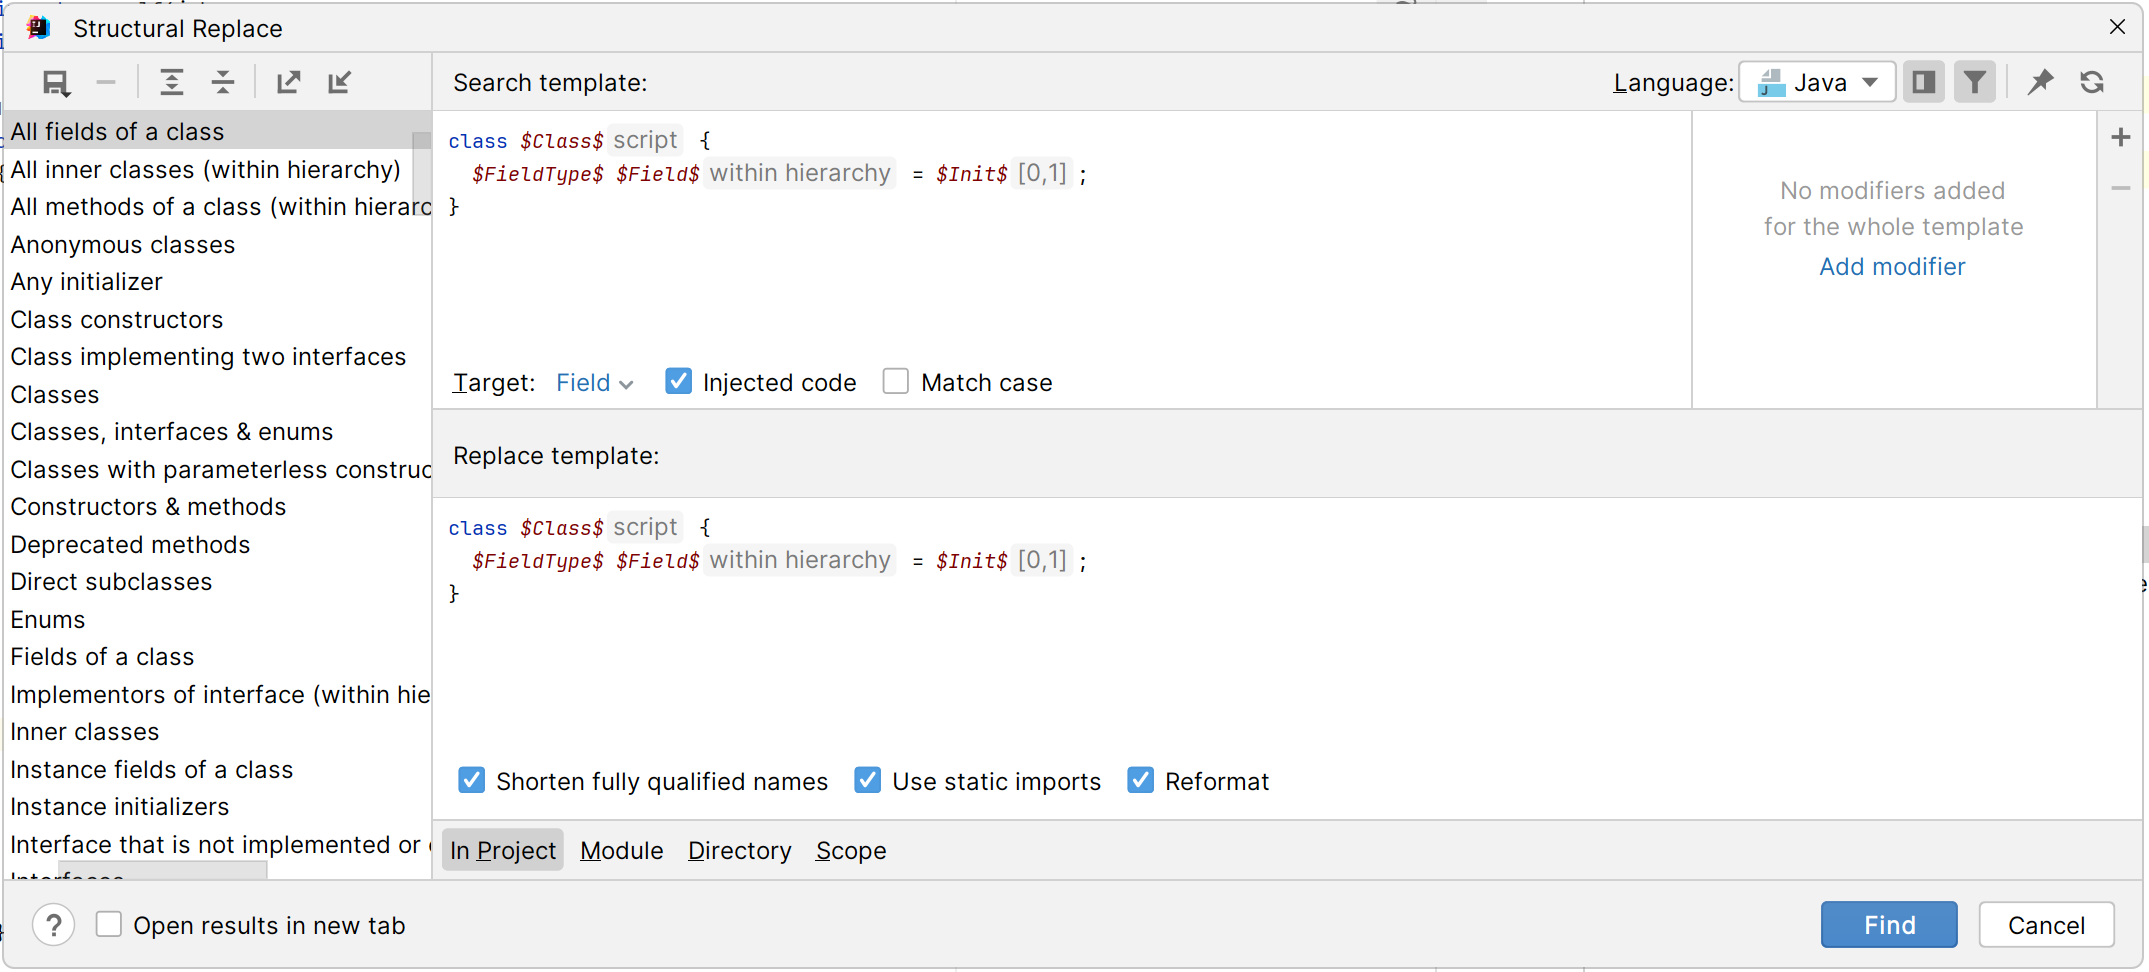 Structural Replace
Search template:
Language: Java
All fields of a class
All inner classes (within hierarchy)
All methods of a class (within hierarc
Anonymous classes
Any initializer
Class constructors
Class implementing two interfaces
Classes
Classes, interfaces & enums
Classes with parameterless construc
Constructors & methods
Deprecated methods
Direct subclasses
Enums
Fields of a class
Implementors of interface (within hie
Inner classes
Instance fields of a class
Instance initializers
Interface that is not implemented or
Interfaces
class $Class$ script {
$FieldType$ $Field$ within hierarchy = $Init$ [0,1] ;
}
No modifiers added
for the whole template
Add modifier
Target: Field Injected code Match case
Replace template:
class $Class$ script {
$FieldType$ $Field$ within hierarchy = $Init$ [0,1] ;
}
Shorten fully qualified names Use static imports Reformat
In Project Module Directory Scope
? Open results in new tab
Find Cancel